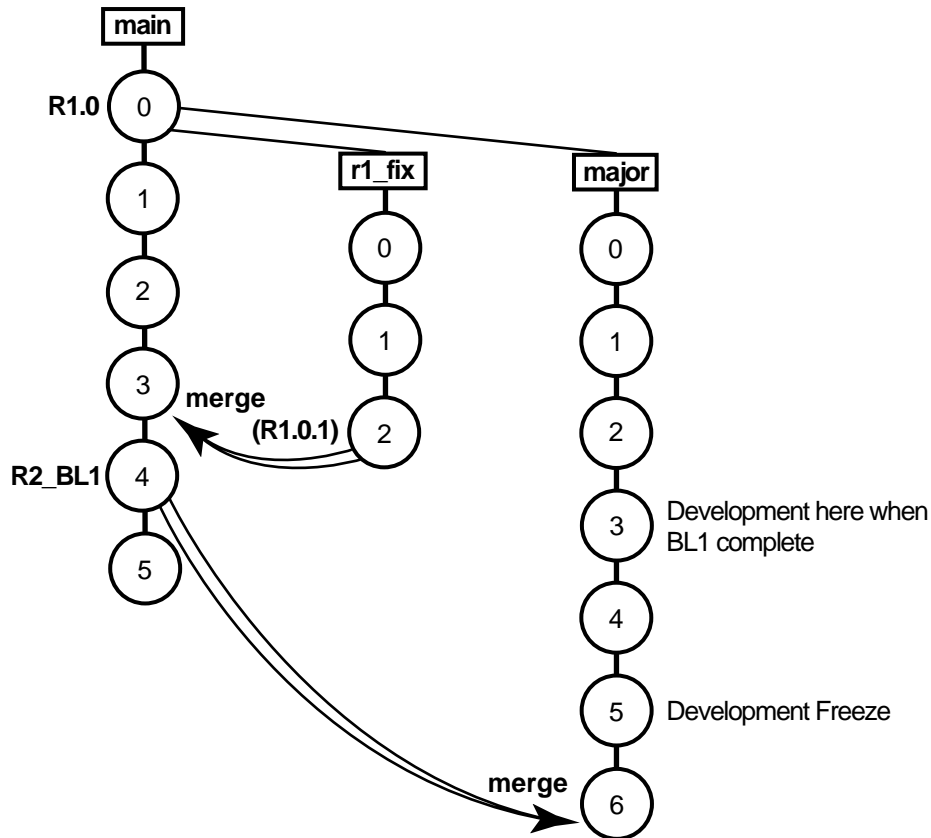 main
R1.0
0
r1_fix
major
1
0
0
2
1
1
3
merge
(R1.0.1)
2
2
R2_BL1
4
3
Development here when
BL1 complete
5
4
5
Development Freeze
merge
6